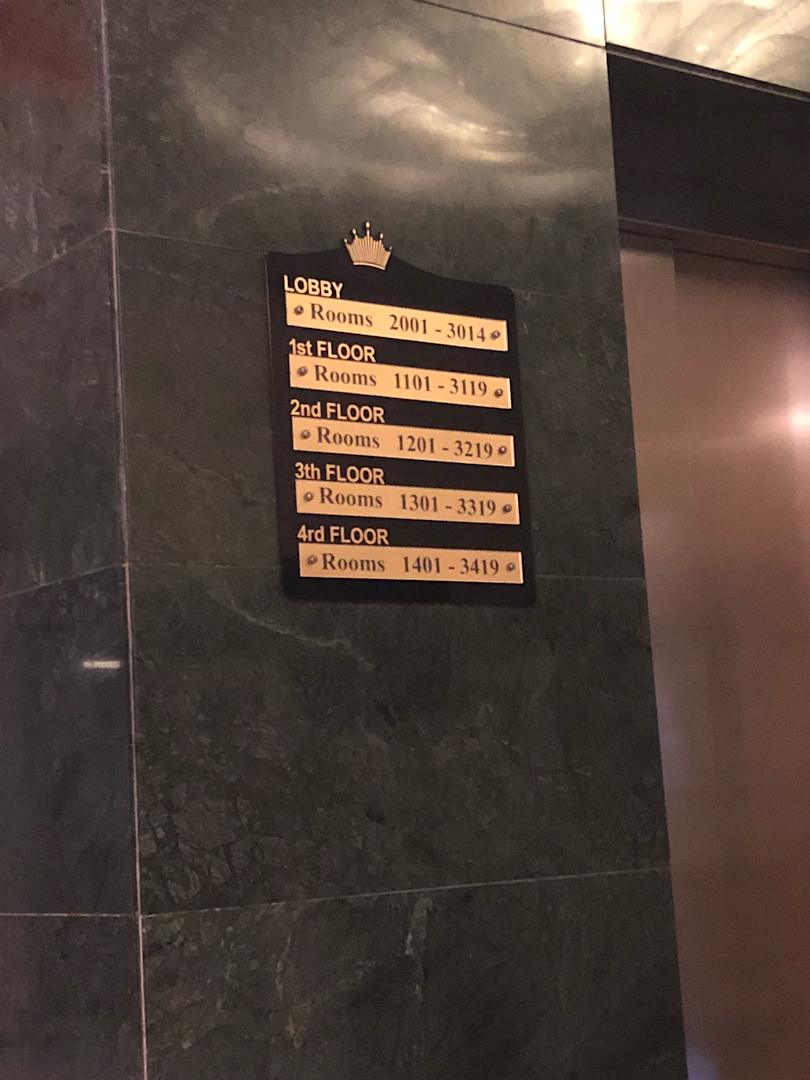 LOBBY
Rooms 2001 - 3014
1st FLOOR
Rooms 1101 - 3119
2nd FLOOR
Rooms 1201 - 3219
3th FLOOR
Rooms 1301 - 3319
4rd FLOOR
Rooms 1401 - 3419